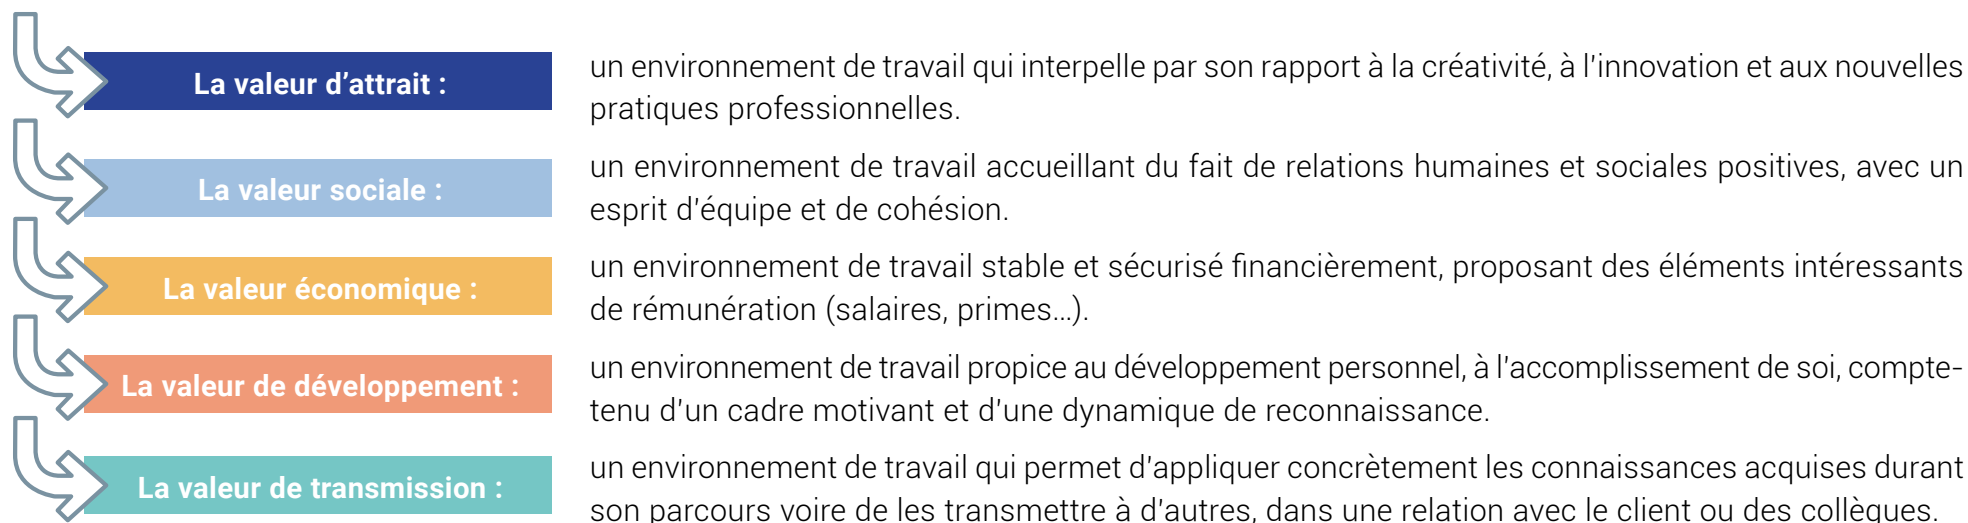 La valeur d’attrait :
un environnement de travail qui interpelle par son rapport à la créativité, à l’innovation et aux nouvelles
pratiques professionnelles.
La valeur sociale :
un environnement de travail accueillant du fait de relations humaines et sociales positives, avec un
esprit d’équipe et de cohésion.
La valeur économique :
un environnement de travail stable et sécurisé financièrement, proposant des éléments intéressants
de rémunération (salaires, primes…).
La valeur de développement :
un environnement de travail propice au développement personnel, à l’accomplissement de soi, compte-
tenu d’un cadre motivant et d’une dynamique de reconnaissance.
La valeur de transmission :
un environnement de travail qui permet d’appliquer concrètement les connaissances acquises durant
son parcours voire de les transmettre à d’autres, dans une relation avec le client ou des collègues.